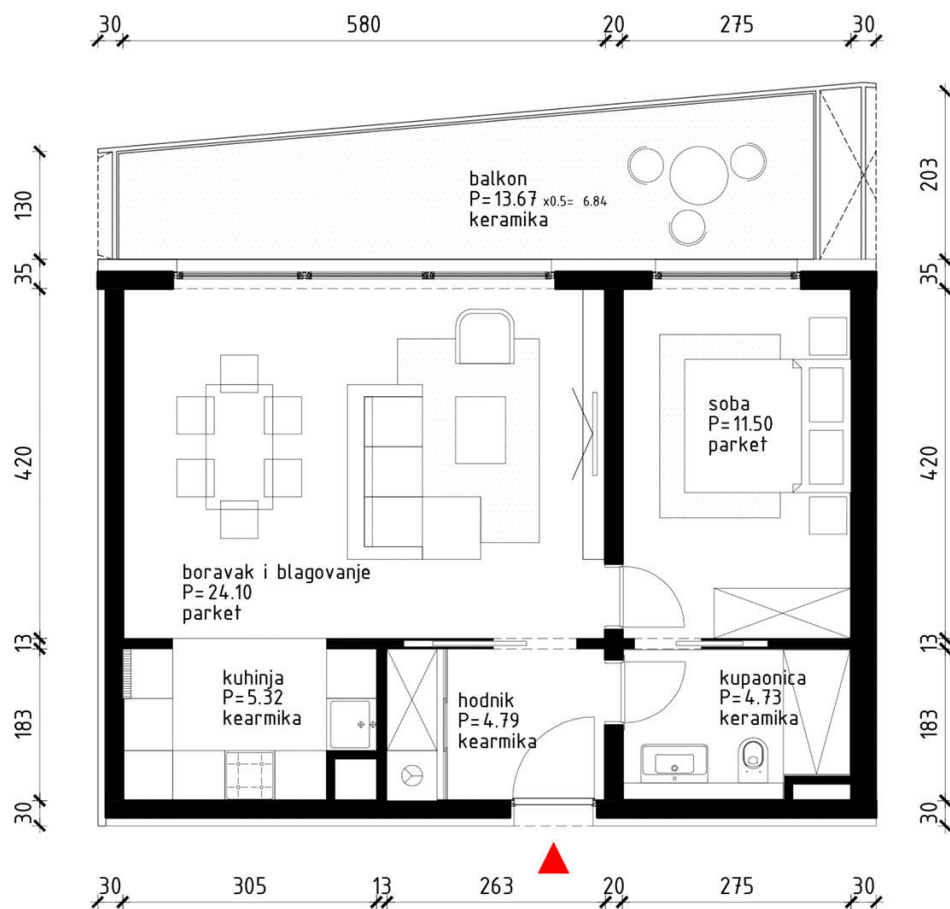 30 580 20 275 30
130
203
balkon
P=13.67 x0.5= 6.84
keramika
35
35
420
420
soba
P=11.50
parket
boravak i blagovanje
P=24.10
parket
13
13
kuhinja
P=5.32
kearmika
hodnik
P=4.79
kearmika
kupaonica
P=4.73
keramika
183
183
30
30
30 305 13 263 20 275 30